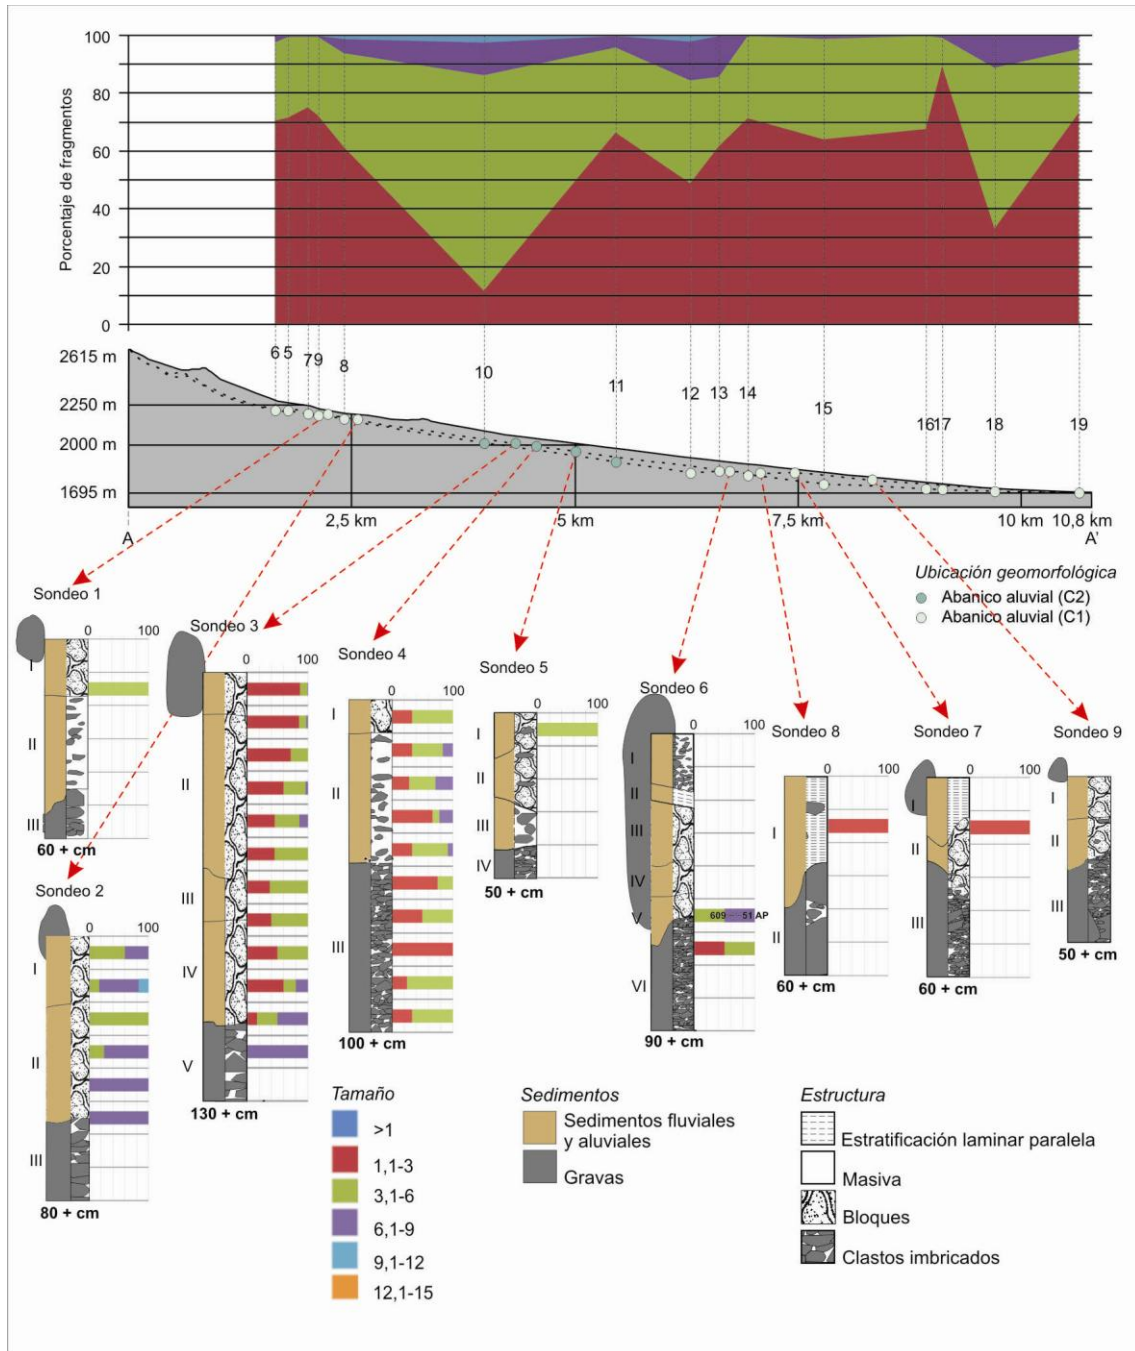 100
80
60
40
20
0
Porcentaje de fragmentos
6 5 7 9 8 10 11 12 13 14 15 16 17 18 19
2615 m
2250 m
2000 m
1695 m
2,5 km 5 km 7,5 km 10 km 10,8 km
A A'
Ubicación geomorfológica
Abanico aluvial (C2)
Abanico aluvial (C1)
Sondeo 1
0 100
I
II
III
60 + cm
Sondeo 2
0 100
I
II
III
80 + cm
Sondeo 3
0 100
II
III
IV
V
130 + cm
Sondeo 4
0 100
I
II
III
100 + cm
Sondeo 5
0 100
I
II
III
IV
50 + cm
Sondeo 6
0 100
I
II
III
IV
V
609 51 AP
VI
90 + cm
Sondeo 8
0 100
I
II
60 + cm
Sondeo 7
0 100
I
II
III
60 + cm
Sondeo 9
I
II
III
50 + cm
Tamaño
>1
1,1-3
3,1-6
6,1-9
9,1-12
12,1-15
Sedimentos
Sedimentos fluviales
y aluviales
Gravas
Estructura
Estratificación laminar paralela
Masiva
Bloques
Clastos imbricados